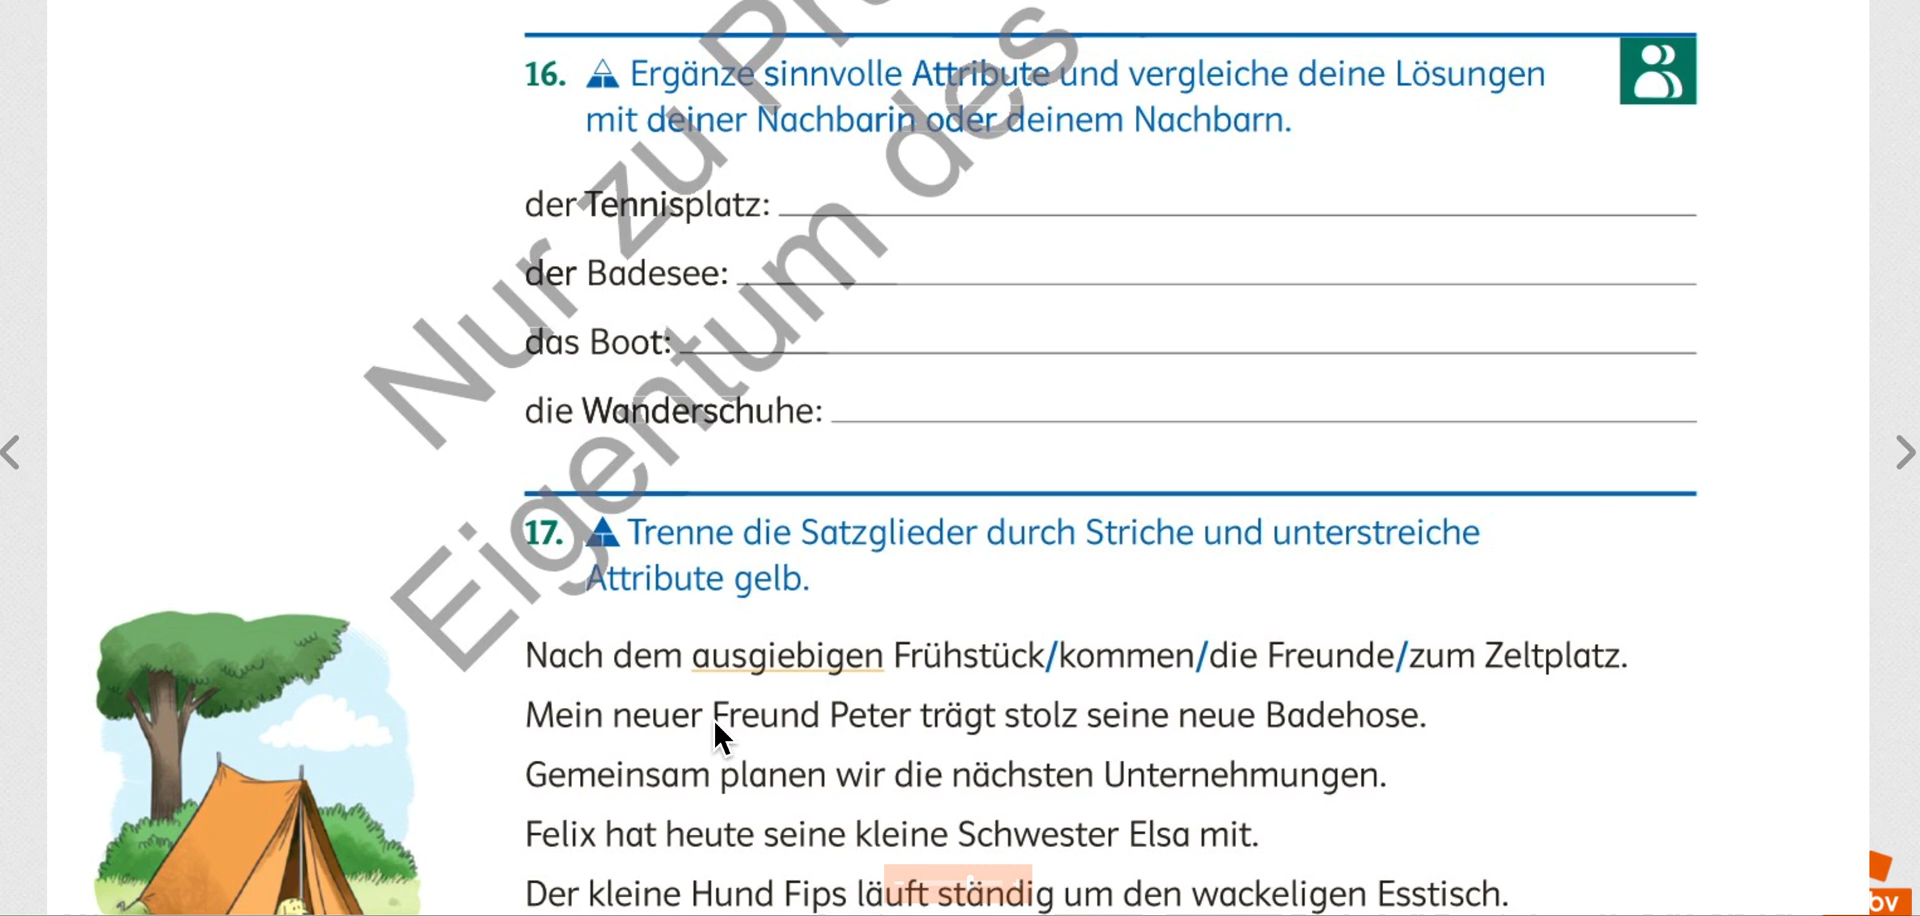 16. Ergänze sinnvolle Attribute und vergleiche deine Lösungen
mit deiner Nachbarin oder deinem Nachbarn.
der Tennisplatz:
der Badesee:
das Boot:
die Wanderschuhe:
17. Trenne die Satzglieder durch Striche und unterstreiche
Attribute gelb.
Nach dem ausgiebigen Frühstück/kommen/die Freunde/zum Zeltplatz.
Mein neuer Freund Peter trägt stolz seine neue Badehose.
Gemeinsam planen wir die nächsten Unternehmungen.
Felix hat heute seine kleine Schwester Elsa mit.
Der kleine Hund Fips läuft ständig um den wackeligen Esstisch.
Nur zu
Eigentum des